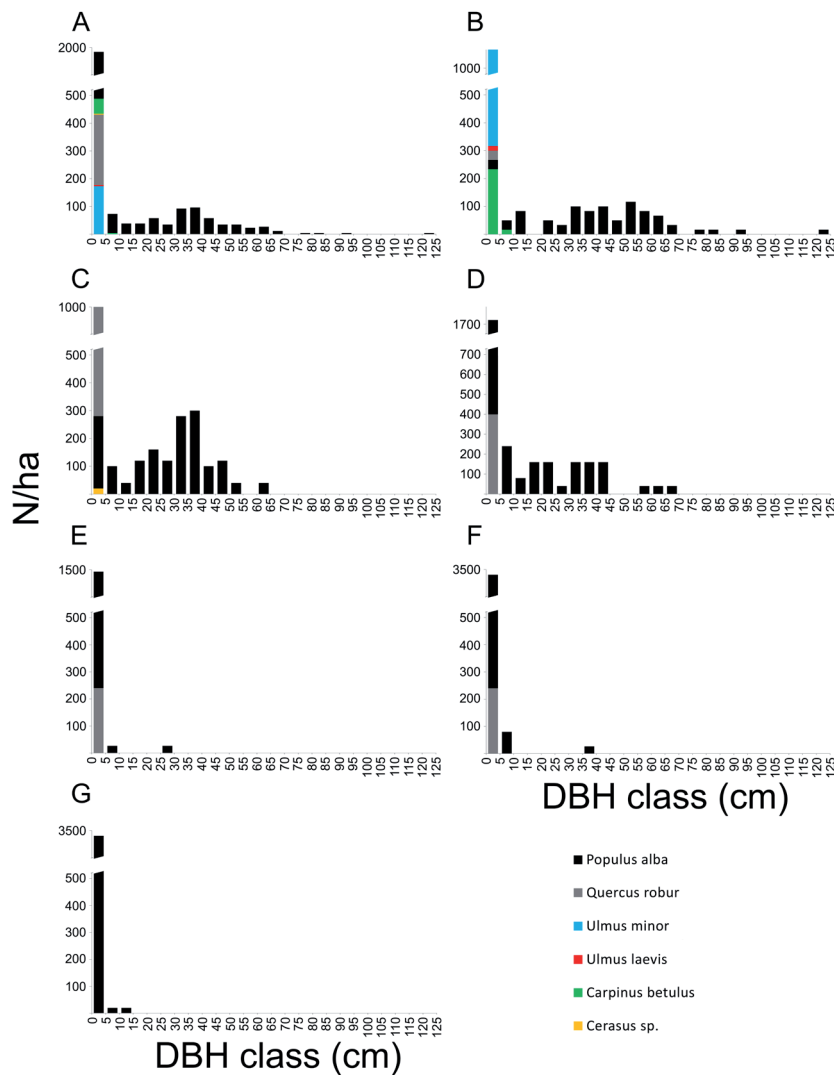 A
2000
500
400
300
200
100
0 5 10 15 20 25 30 35 40 45 50 55 60 65 70 75 80 85 90 95 100 105 110 115 120 125
B
1000
500
400
300
200
100
0 5 10 15 20 25 30 35 40 45 50 55 60 65 70 75 80 85 90 95 100 105 110 115 120 125
C
1000
500
400
300
200
100
0 5 10 15 20 25 30 35 40 45 50 55 60 65 70 75 80 85 90 95 100 105 110 115 120 125
D
1700
700
600
500
400
300
200
100
0 5 10 15 20 25 30 35 40 45 50 55 60 65 70 75 80 85 90 95 100 105 110 115 120 125
N/ha
E
1500
500
400
300
200
100
0 5 10 15 20 25 30 35 40 45 50 55 60 65 70 75 80 85 90 95 100 105 110 115 120 125
F
3500
500
400
300
200
100
0 5 10 15 20 25 30 35 40 45 50 55 60 65 70 75 80 85 90 95 100 105 110 115 120 125
DBH class (cm)
G
3500
500
400
300
200
100
0 5 10 15 20 25 30 35 40 45 50 55 60 65 70 75 80 85 90 95 100 105 110 115 120 125
DBH class (cm)
Populus alba
Quercus robur
Ulmus minor
Ulmus laevis
Carpinus betulus
Cerasus sp.